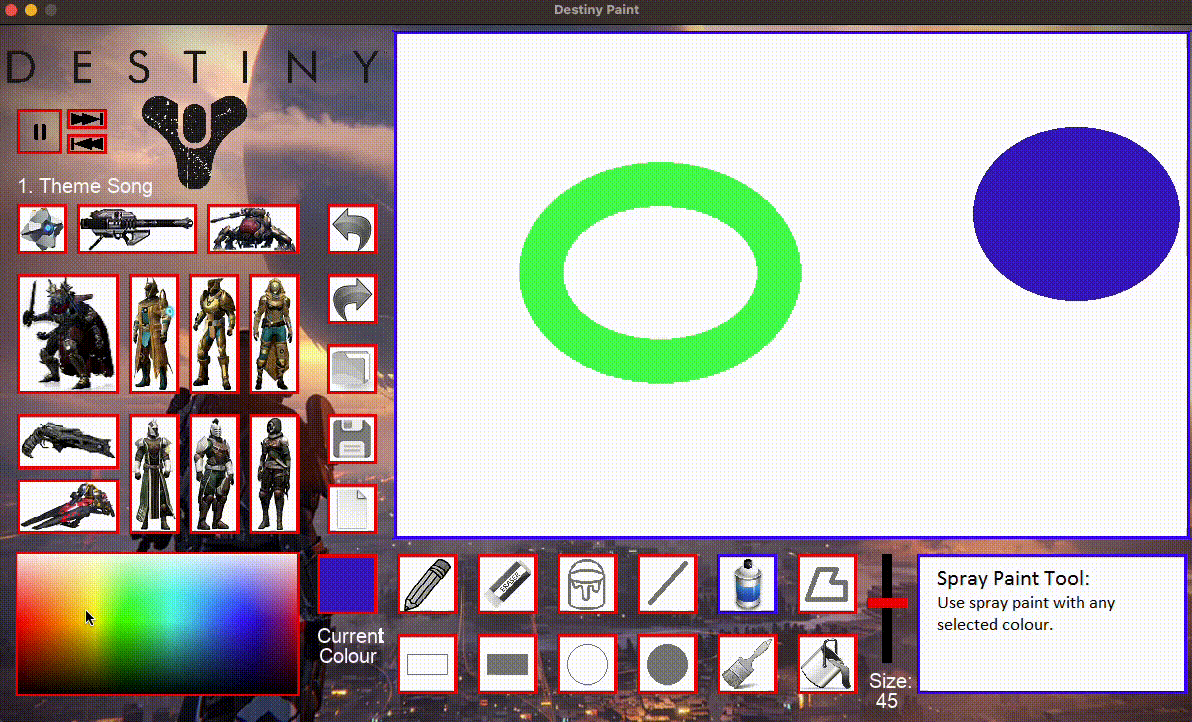 Destiny Paint
DESTINY
1. Theme Song
ERASER
Current
Colour
Size:
45
Spray Paint Tool:
Use spray paint with any
selected colour.